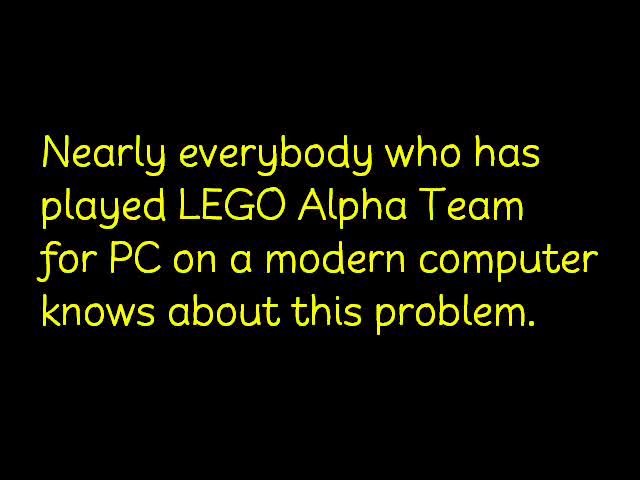 Nearly everybody who has
played LEGO Alpha Team
for PC on a modern computer
knows about this problem.